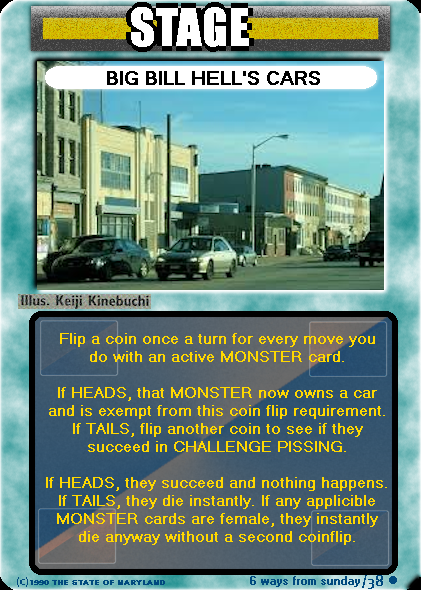 STAGE
BIG BILL HELL'S CARS
Illus. Keiji Kinebuchi
Flip a coin once a turn for every move you
do with an active MONSTER card.
If HEADS, that MONSTER now owns a car
and is exempt from this coin flip requirement.
If TAILS, flip another coin to see if they
succeed in CHALLENGE PISSING.
If HEADS, they succeed and nothing happens.
If TAILS, they die instantly. If any applicible
MONSTER cards are female, they instantly
die anyway without a second coinflip.
(C)1990 THE STATE OF MARYLAND
6 ways from sunday/38